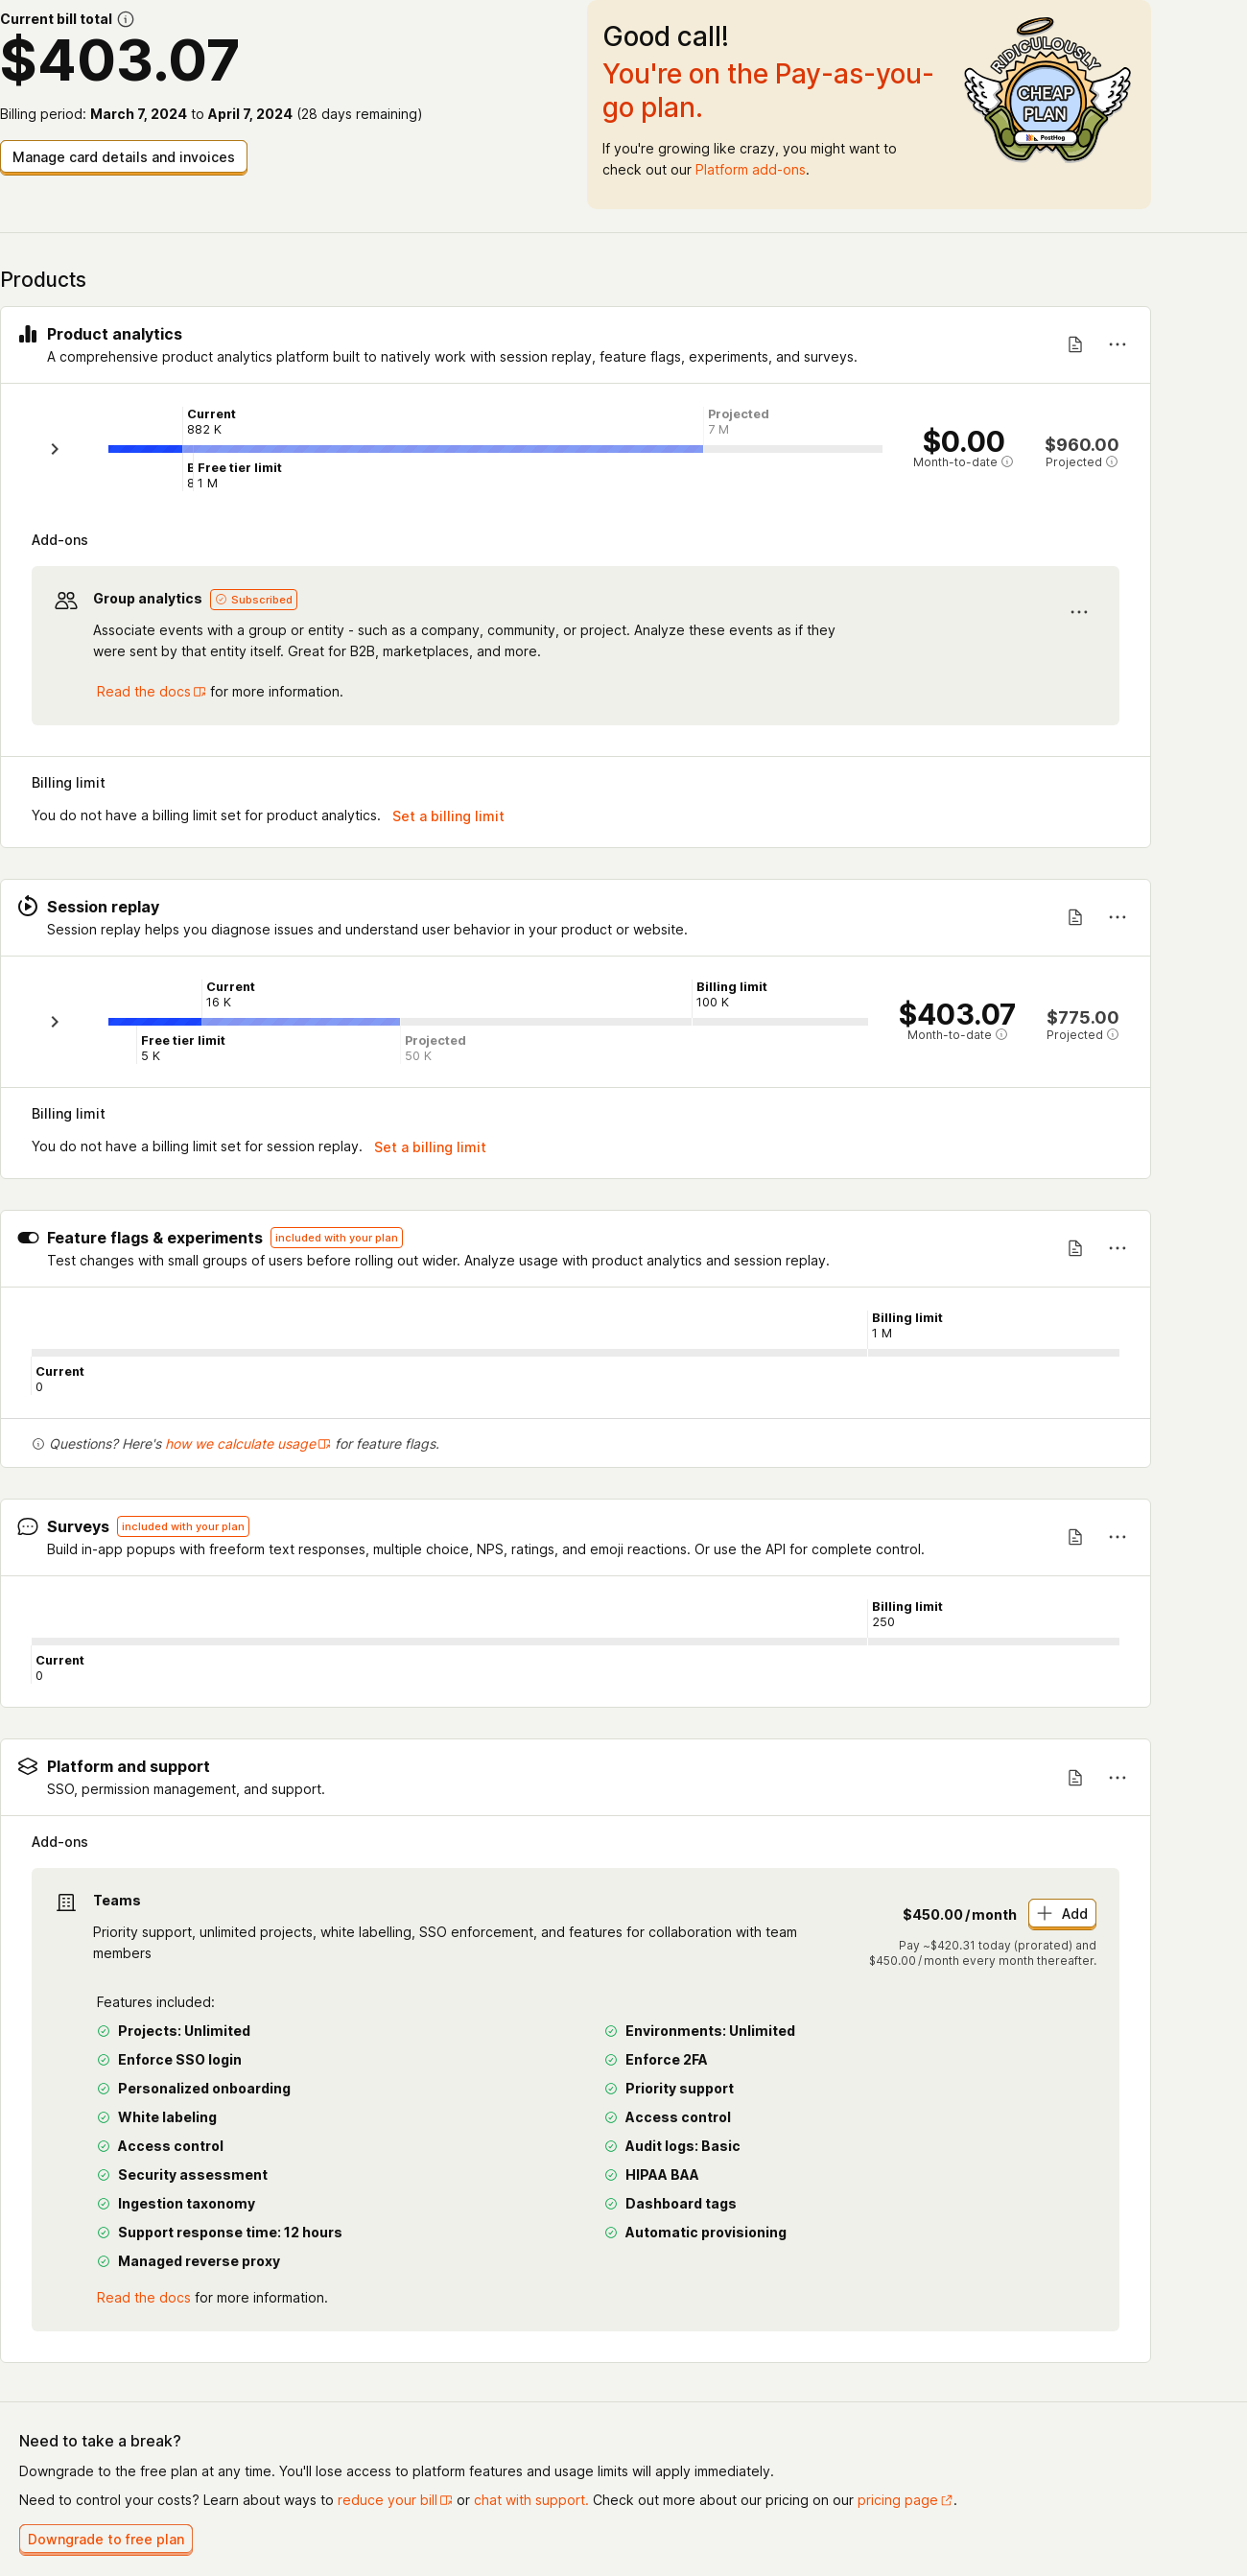 Current bill total
$403.07
Billing period: March 7, 2024 to April 7, 2024 (28 days remaining)
Manage card details and invoices
Good call!
You're on the Pay-as-you-
go plan.
If you're growing like crazy, you might want to
check out our Platform add-ons.
RIDICULOUSLY
CHEAP
PLAN
PostHog
Products
Product analytics
A comprehensive product analytics platform built to natively work with session replay, feature flags, experiments, and surveys.
Current
882 K
Projected
7 M
Free tier limit
1 M
$0.00
Month-to-date
$960.00
Projected
Add-ons
Group analytics Subscribed
Associate events with a group or entity - such as a company, community, or project. Analyze these events as if they
were sent by that entity itself. Great for B2B, marketplaces, and more.
Read the docs for more information.
Billing limit
You do not have a billing limit set for product analytics. Set a billing limit
Session replay
Session replay helps you diagnose issues and understand user behavior in your product or website.
Current
16 K
Billing limit
100 K
Free tier limit
5 K
Projected
50 K
$403.07
Month-to-date
$775.00
Projected
Billing limit
You do not have a billing limit set for session replay. Set a billing limit
Feature flags & experiments included with your plan
Test changes with small groups of users before rolling out wider. Analyze usage with product analytics and session replay.
Billing limit
1 M
Current
0
Questions? Here's how we calculate usage for feature flags.
Surveys included with your plan
Build in-app popups with freeform text responses, multiple choice, NPS, ratings, and emoji reactions. Or use the API for complete control.
Billing limit
250
Current
0
Platform and support
SSO, permission management, and support.
Add-ons
Teams
Priority support, unlimited projects, white labelling, SSO enforcement, and features for collaboration with team
members
$450.00/month Add
Pay ~$420.31 today (prorated) and
$450.00/month every month thereafter.
Features included:
Projects: Unlimited
Environments: Unlimited
Enforce SSO login
Enforce 2FA
Personalized onboarding
Priority support
White labeling
Access control
Access control
Audit logs: Basic
Security assessment
HIPAA BAA
Ingestion taxonomy
Dashboard tags
Support response time: 12 hours
Automatic provisioning
Managed reverse proxy
Read the docs for more information.
Need to take a break?
Downgrade to the free plan at any time. You'll lose access to platform features and usage limits will apply immediately.
Need to control your costs? Learn about ways to reduce your bill or chat with support. Check out more about our pricing on our pricing page.
Downgrade to free plan